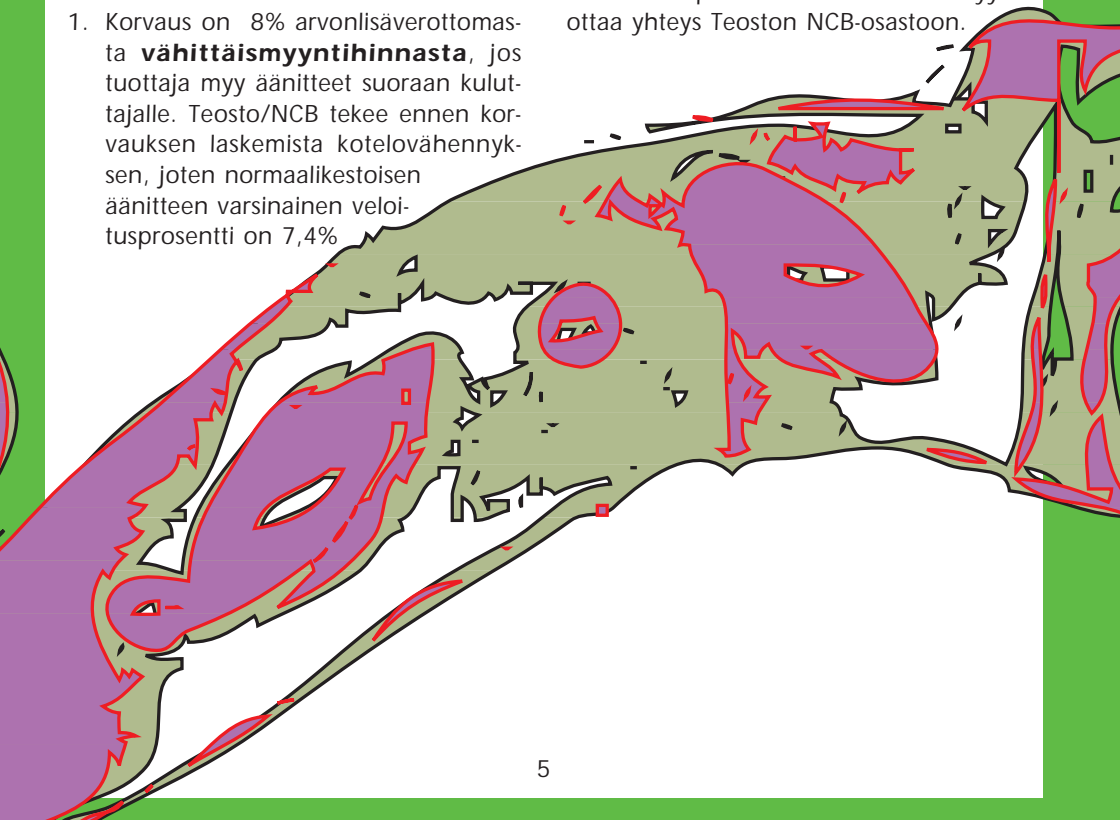 1. Korvaus on 8% arvonlisäverottomas-
ta vähittäismyyntihinnasta, jos
tuottaja myy äänitteet suoraan kulut-
tajalle. Teosto/NCB tekee ennen kor-
vauksen laskemista kotelovähennyk-
sen, joten normaalikestoisen
äänitteen varsinainen veloi-
tusprosentti on 7,4%
ottaa yhteys Teoston NCB-osastoon.
5